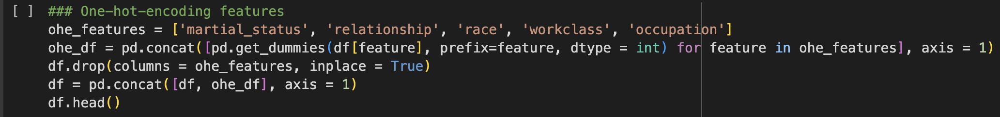 [ ] ### One-hot-encoding features
ohe_features = ['martial_status', 'relationship', 'race', 'workclass', 'occupation']
ohe_df = pd.concat([pd.get_dummies(df[feature], prefix=feature, dtype = int) for feature in ohe_features], axis = 1)
df.drop(columns = ohe_features, inplace = True)
df = pd.concat([df, ohe_df], axis = 1)
df.head()